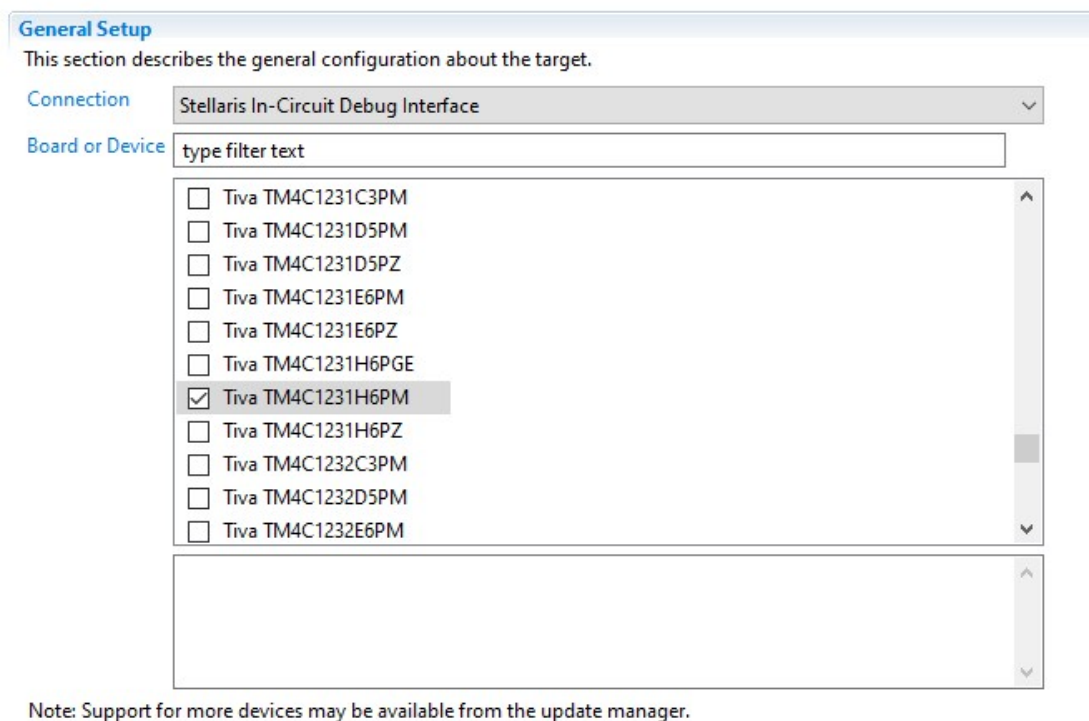 General Setup
This section describes the general configuration about the target.
Connection
Stellaris In-Circuit Debug Interface
Board or Device
type filter text
Tiva TM4C1231C3PM
Tiva TM4C1231D5PM
Tiva TM4C1231D5PZ
Tiva TM4C1231E6PM
Tiva TM4C1231E6PZ
Tiva TM4C1231H6PGE
Tiva TM4C1231H6PM
Tiva TM4C1231H6PZ
Tiva TM4C1232C3PM
Tiva TM4C1232D5PM
Tiva TM4C1232E6PM
Note: Support for more devices may be available from the update manager.